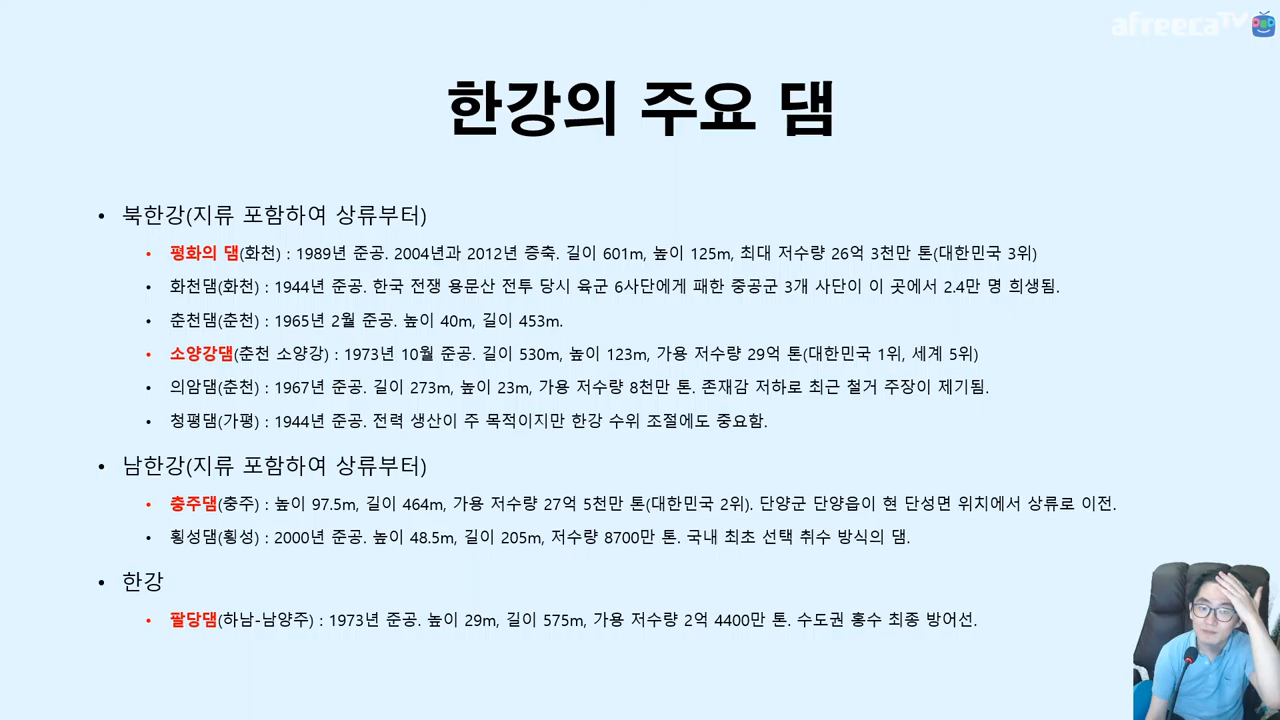 afreecaTV
한강의 주요 댐
• 북한강(지류 포함하여 상류부터)
• 평화의 댐(화천) : 1989년 준공. 2004년과 2012년 증축. 길이 601m, 높이 125m, 최대 저수량 26억 3천만 톤(대한민국 3위)
• 화천댐(화천) : 1944년 준공. 한국 전쟁 용문산 전투 당시 육군 6사단에게 패한 중공군 3개 사단이 이 곳에서 2.4만 명 희생됨.
• 춘천댐(춘천) : 1965년 2월 준공. 높이 40m, 길이 453m.
• 소양강댐(춘천 소양강) : 1973년 10월 준공. 길이 530m, 높이 123m, 가용 저수량 29억 톤(대한민국 1위, 세계 5위)
• 의암댐(춘천) : 1967년 준공. 길이 273m, 높이 23m, 가용 저수량 8천만 톤. 존재감 저하로 최근 철거 주장이 제기됨.
• 청평댐(가평) : 1944년 준공. 전력 생산이 주 목적이지만 한강 수위 조절에도 중요함.
• 남한강(지류 포함하여 상류부터)
• 충주댐(충주) : 높이 97.5m, 길이 464m, 가용 저수량 27억 5천만 톤(대한민국 2위). 단양군 단양읍이 현 단성면 위치에서 상류로 이전.
• 횡성댐(횡성) : 2000년 준공. 높이 48.5m, 길이 205m, 저수량 8700만 톤. 국내 최초 선택 취수 방식의 댐.
• 한강
• 팔당댐(하남-남양주) : 1973년 준공. 높이 29m, 길이 575m, 가용 저수량 2억 4400만 톤. 수도권 홍수 최종 방어선.